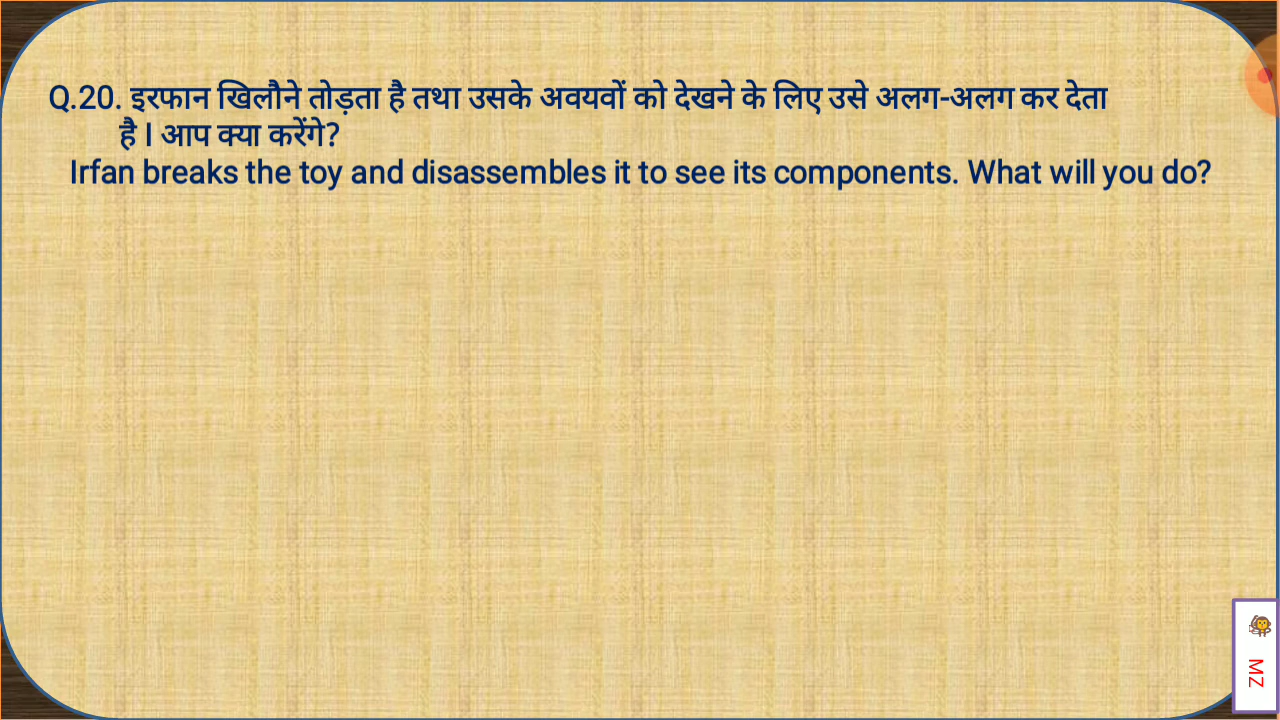 Q.20. इरफान खिलौने तोड़ता है तथा उसके अवयवों को देखने के लिए उसे अलग-अलग कर देता
है l आप क्या करेंगे?
Irfan breaks the toy and disassembles it to see its components. What will you do?
MZ